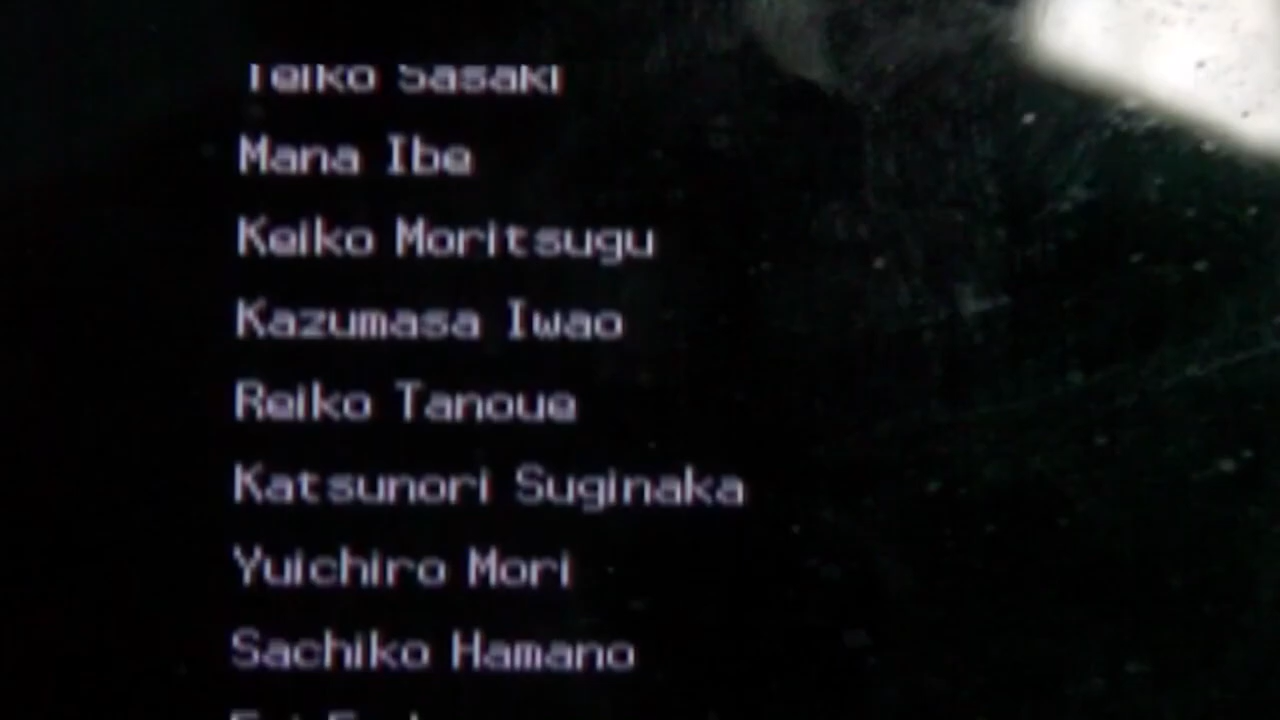 Teiko Sasaki
Mana Ibe
Keiko Moritsugu
Kazumasa Iwao
Reiko Tanoue
Katsunori Suginaka
Yuichiro Mori
Sachiko Hamano